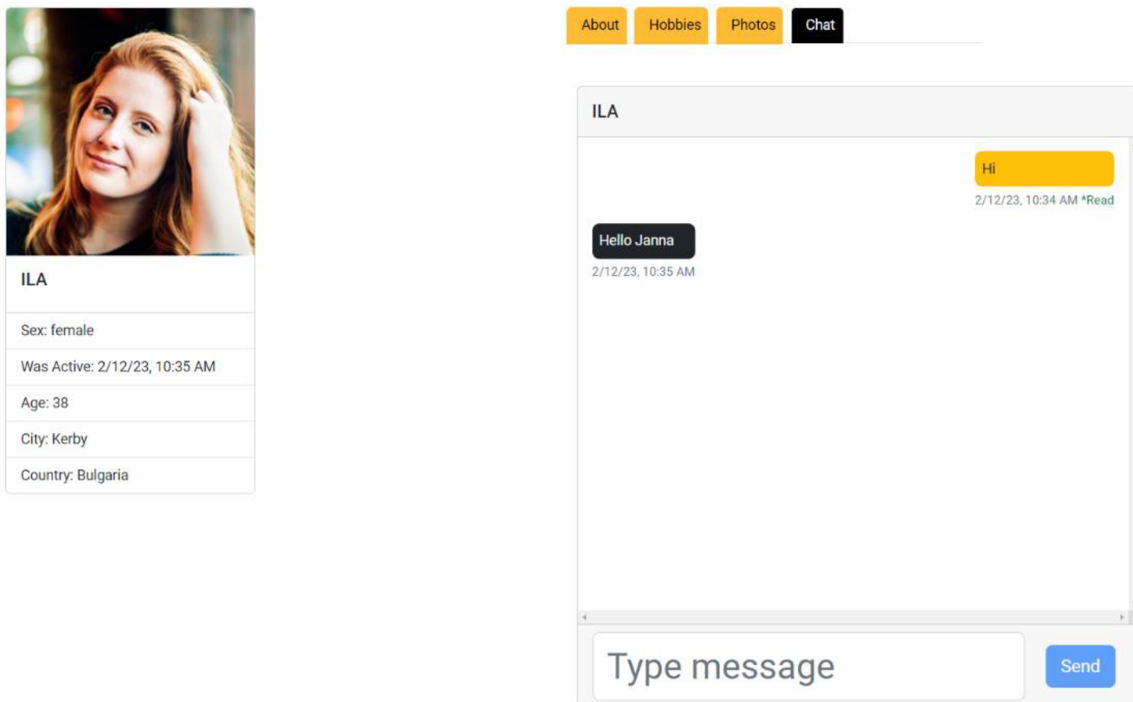 About Hobbies Photos Chat
ILA
Hi
2/12/23, 10:34 AM *Read
Hello Janna
2/12/23, 10:35 AM
Type message Send
ILA
Sex: female
Was Active: 2/12/23, 10:35 AM
Age: 38
City: Kerby
Country: Bulgaria